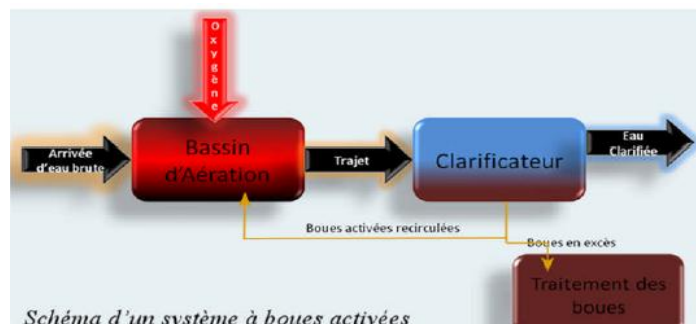 Oxygène
Arrivée
d'eau brute
Bassin
d'Aération
Trajet
Clarificateur
Eau
Clarifiée
Boues activées recirculées
Boues en excès
Traitement des
boues
Schéma d'un système à boues activées